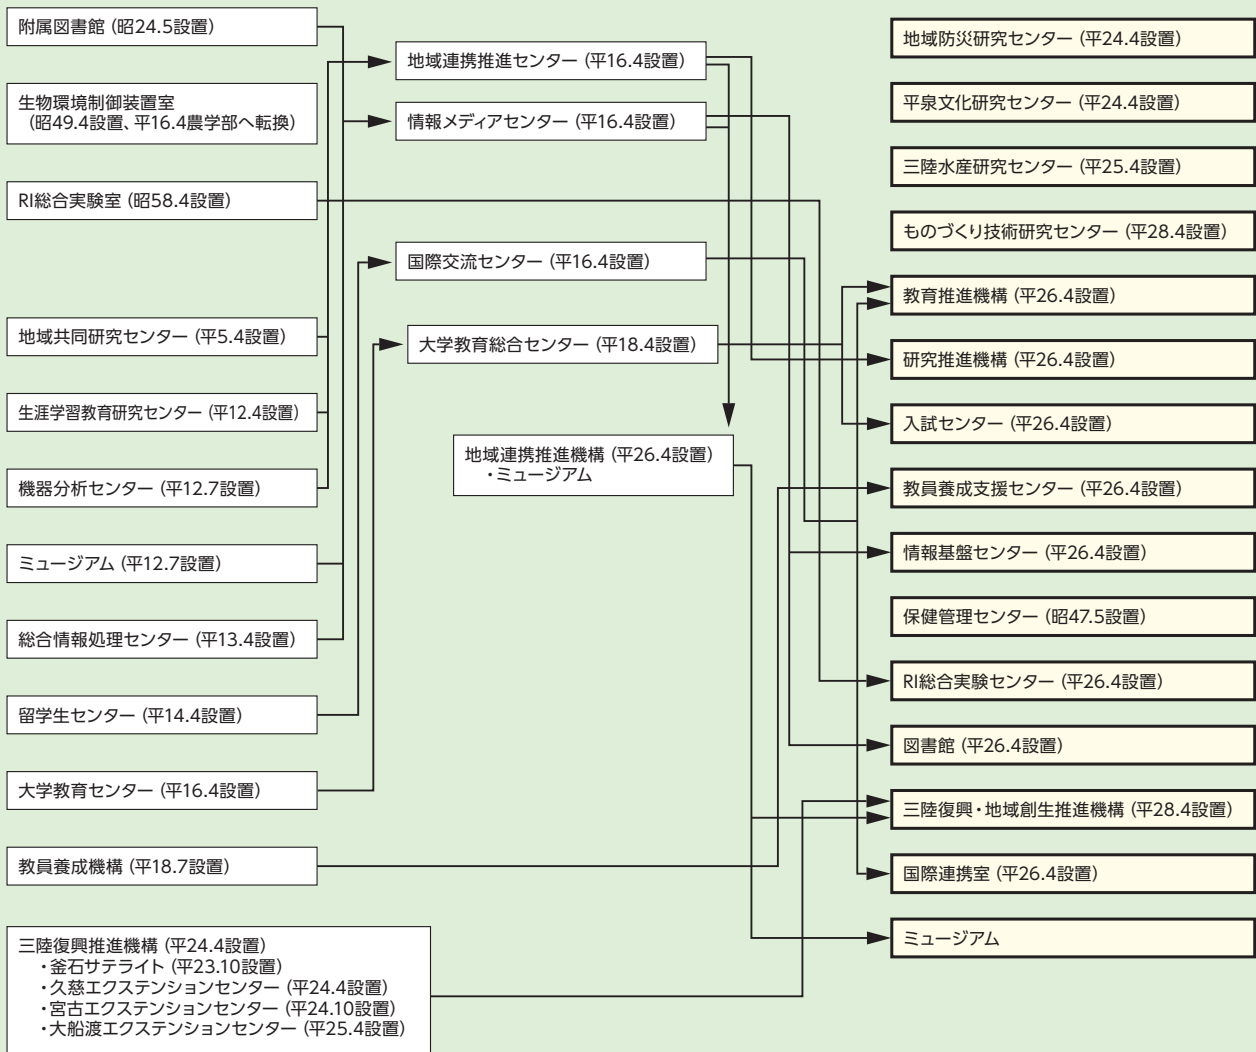 附属図書館（昭24.5設置）
生物環境制御装置室
（昭49.4設置、平16.4農学部へ転換）
RI総合実験室（昭58.4設置）
地域共同研究センター（平5.4設置）
生涯学習教育研究センター（平12.4設置）
機器分析センター（平12.7設置）
ミュージアム（平12.7設置）
総合情報処理センター（平13.4設置）
留学生センター（平14.4設置）
大学教育センター（平16.4設置）
教員養成機構（平18.7設置）
三陸復興推進機構（平24.4設置）
・釜石サテライト（平23.10設置）
・久慈エクステンションセンター（平24.4設置）
・宮古エクステンションセンター（平24.10設置）
・大船渡エクステンションセンター（平25.4設置）
地域連携推進センター（平16.4設置）
情報メディアセンター（平16.4設置）
国際交流センター（平16.4設置）
大学教育総合センター（平18.4設置）
地域連携推進機構（平26.4設置）
・ミュージアム
地域防災研究センター（平24.4設置）
平泉文化研究センター（平24.4設置）
三陸水産研究センター（平25.4設置）
ものづくり技術研究センター（平28.4設置）
教育推進機構（平26.4設置）
研究推進機構（平26.4設置）
入試センター（平26.4設置）
教員養成支援センター（平26.4設置）
情報基盤センター（平26.4設置）
保健管理センター（昭47.5設置）
RI総合実験センター（平26.4設置）
図書館（平26.4設置）
三陸復興・地域創生推進機構（平28.4設置）
国際連携室（平26.4設置）
ミュージアム